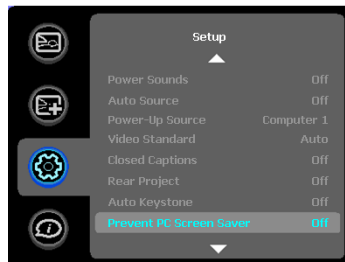 Setup
Power Sounds Off
Auto Source Off
Power-Up Source Computer 1
Video Standard Auto
Closed Captions Off
Rear Project Off
Auto Keystone Off
Prevent PC Screen Saver Off